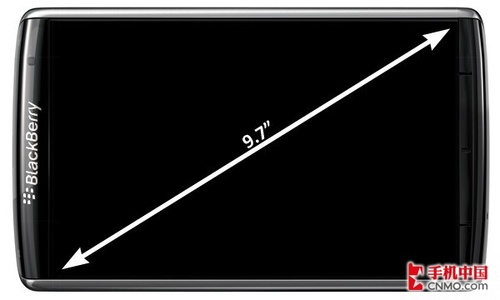 BlackBerry
9.7"
手机中国
CNMO.COM